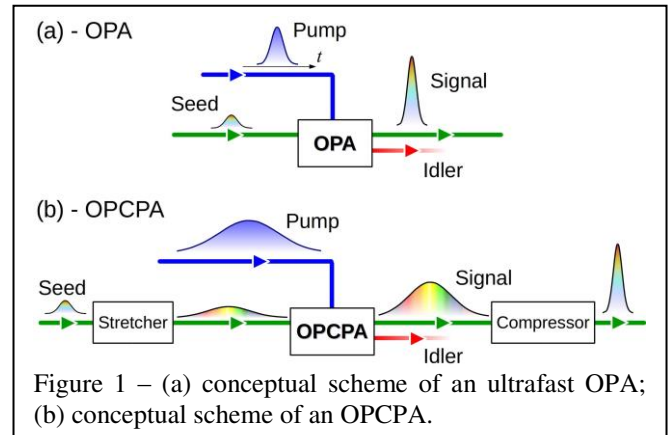 (a) - OPA
Pump
t
Seed
Signal
OPA
Idler
(b) - OPCPA
Pump
Seed
Signal
Stretcher
OPCPA
Compressor
Idler
Figure 1 – (a) conceptual scheme of an ultrafast OPA;
(b) conceptual scheme of an OPCPA.